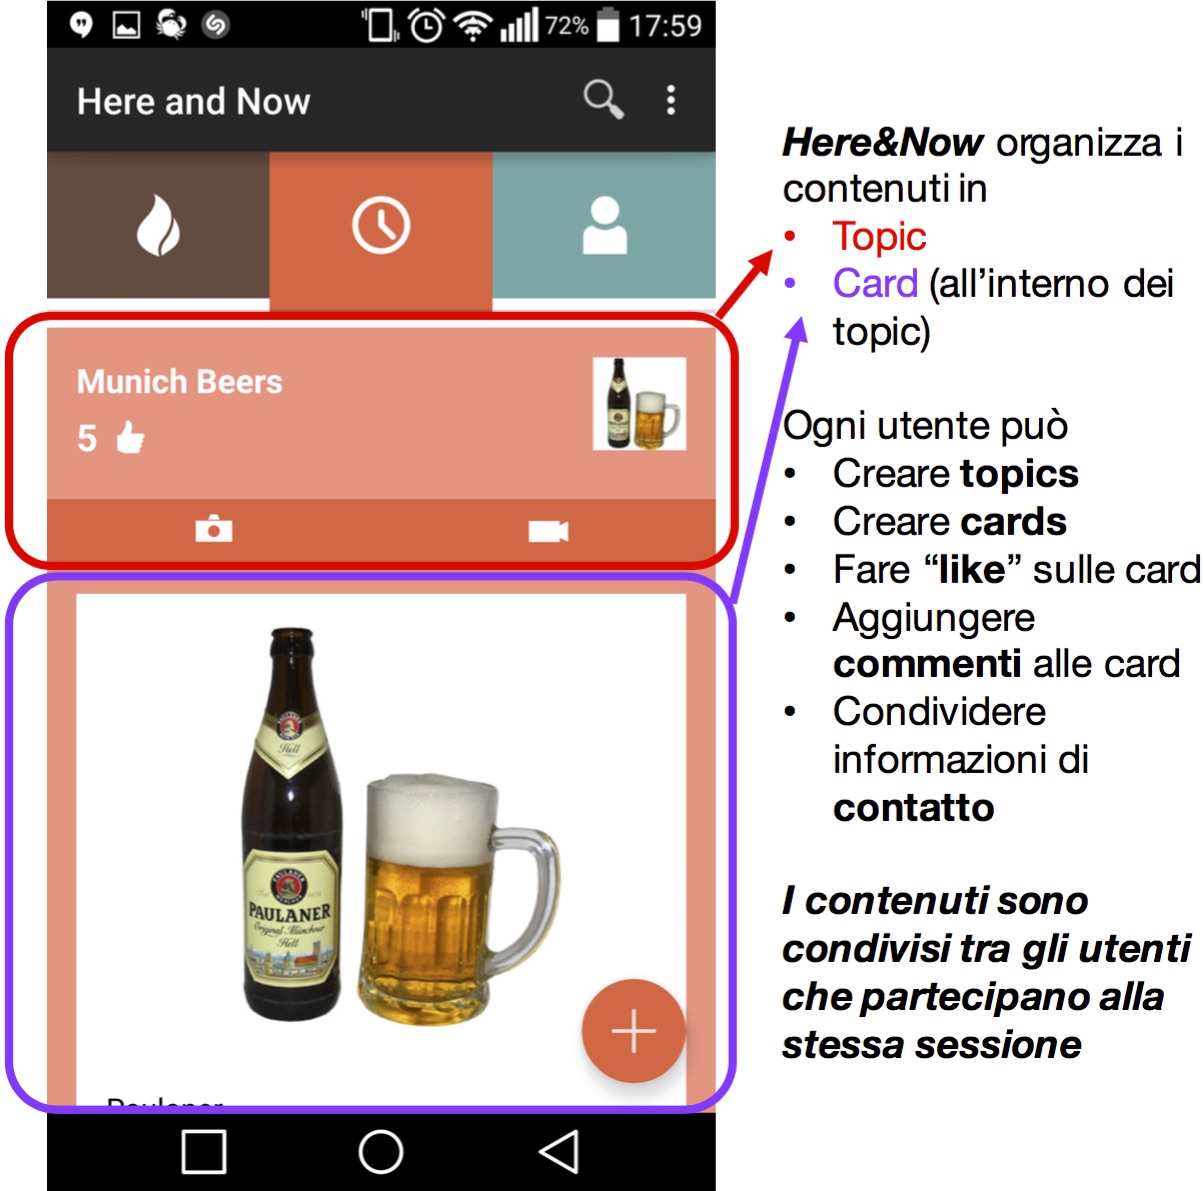 72% 17:59
Here and Now
Munich Beers
5
Hell
PAULANER
MÜNCHEN
PAULANER
Original Münchner
Hell
Paulaner
Here&Now organizza i
contenuti in
• Topic
• Card (all’interno dei
topic)
Ogni utente può
• Creare topics
• Creare cards
• Fare “like” sulle card
• Aggiungere
commenti alle card
• Condividere
informazioni di
contatto
I contenuti sono
condivisi tra gli utenti
che partecipano alla
stessa sessione